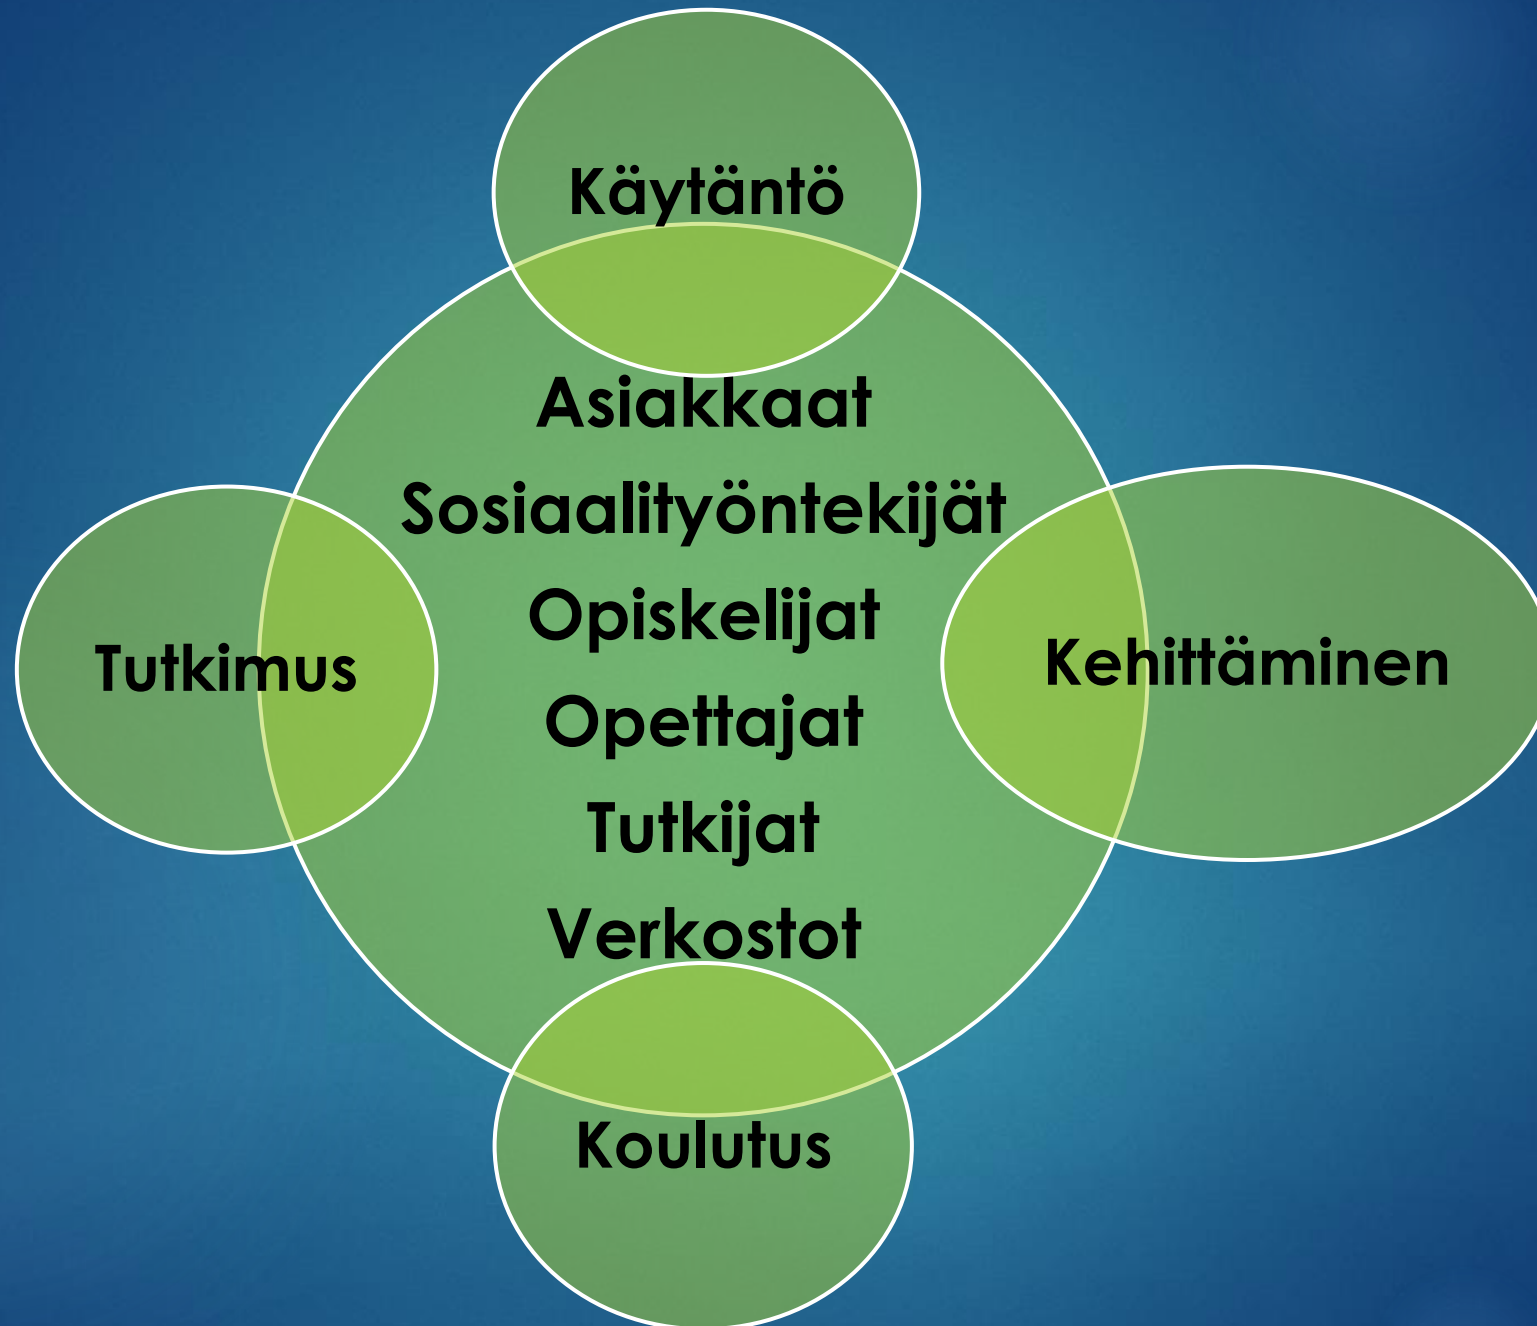 Käytäntö
Asiakkaat
Sosiaalityöntekijät
Opiskelijat
Opettajat
Tutkijat
Verkostot
Tutkimus
Kehittäminen
Koulutus